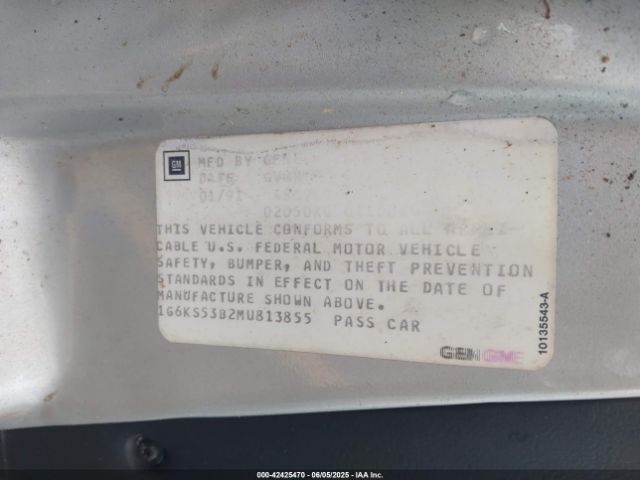 GM
MFD BY
DATE
01/91
THIS VEHICLE CONFORMS TO ALL
CABLE U.S. FEDERAL MOTOR VEHICLE
SAFETY, BUMPER, AND THEFT PREVENTION
STANDARDS IN EFFECT ON THE DATE OF
MANUFACTURE SHOWN ABOVE.
1G6KS53B2MU813855 PASS CAR
10135543-A
000-42425470 - 06/05/2025 - IAA Inc.